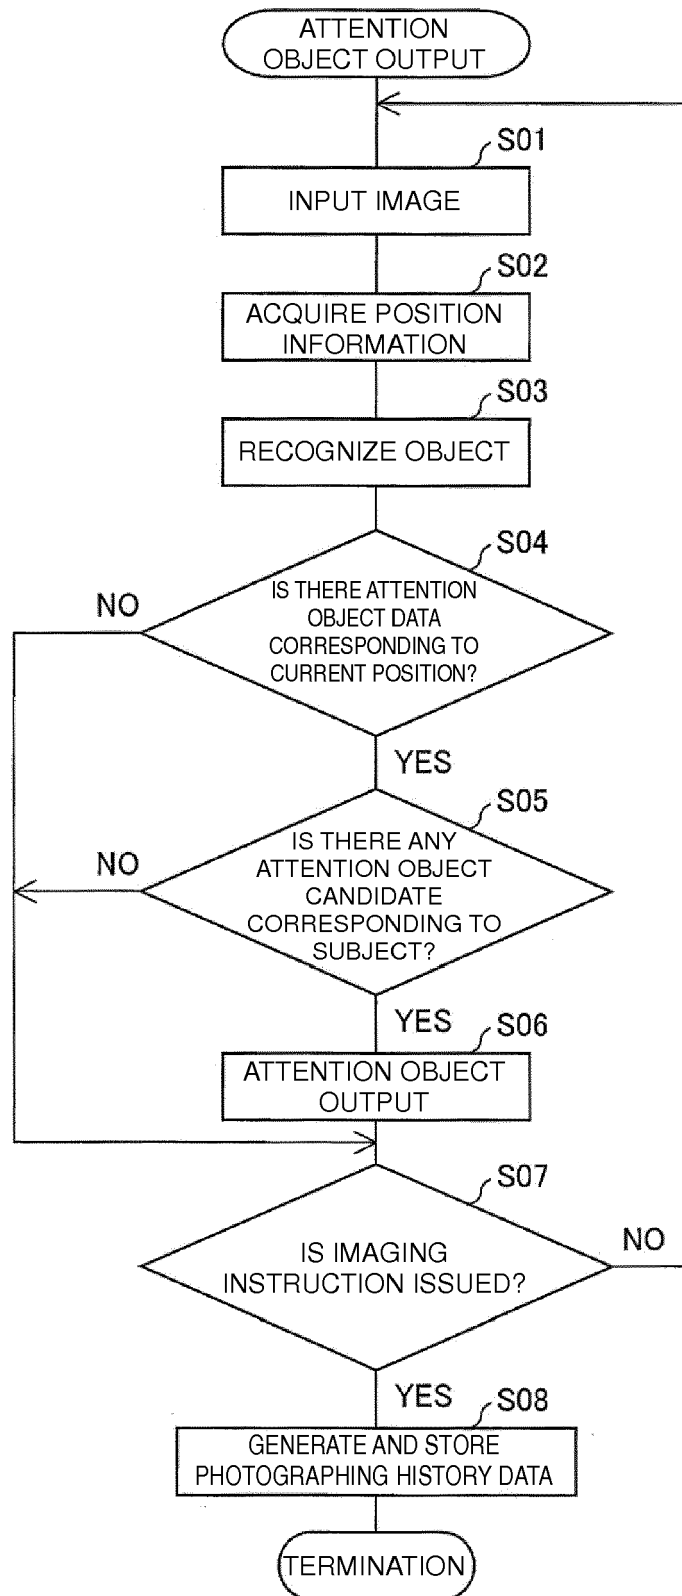 ATTENTION
OBJECT OUTPUT
S01
INPUT IMAGE
S02
ACQUIRE POSITION
INFORMATION
S03
RECOGNIZE OBJECT
S04
NO
IS THERE ATTENTION
OBJECT DATA
CORRESPONDING TO
CURRENT POSITION?
YES
S05
NO
IS THERE ANY
ATTENTION OBJECT
CANDIDATE
CORRESPONDING TO
SUBJECT?
YES
S06
ATTENTION OBJECT
OUTPUT
S07
IS IMAGING
INSTRUCTION ISSUED?
NO
YES
S08
GENERATE AND STORE
PHOTOGRAPHING HISTORY DATA
TERMINATION